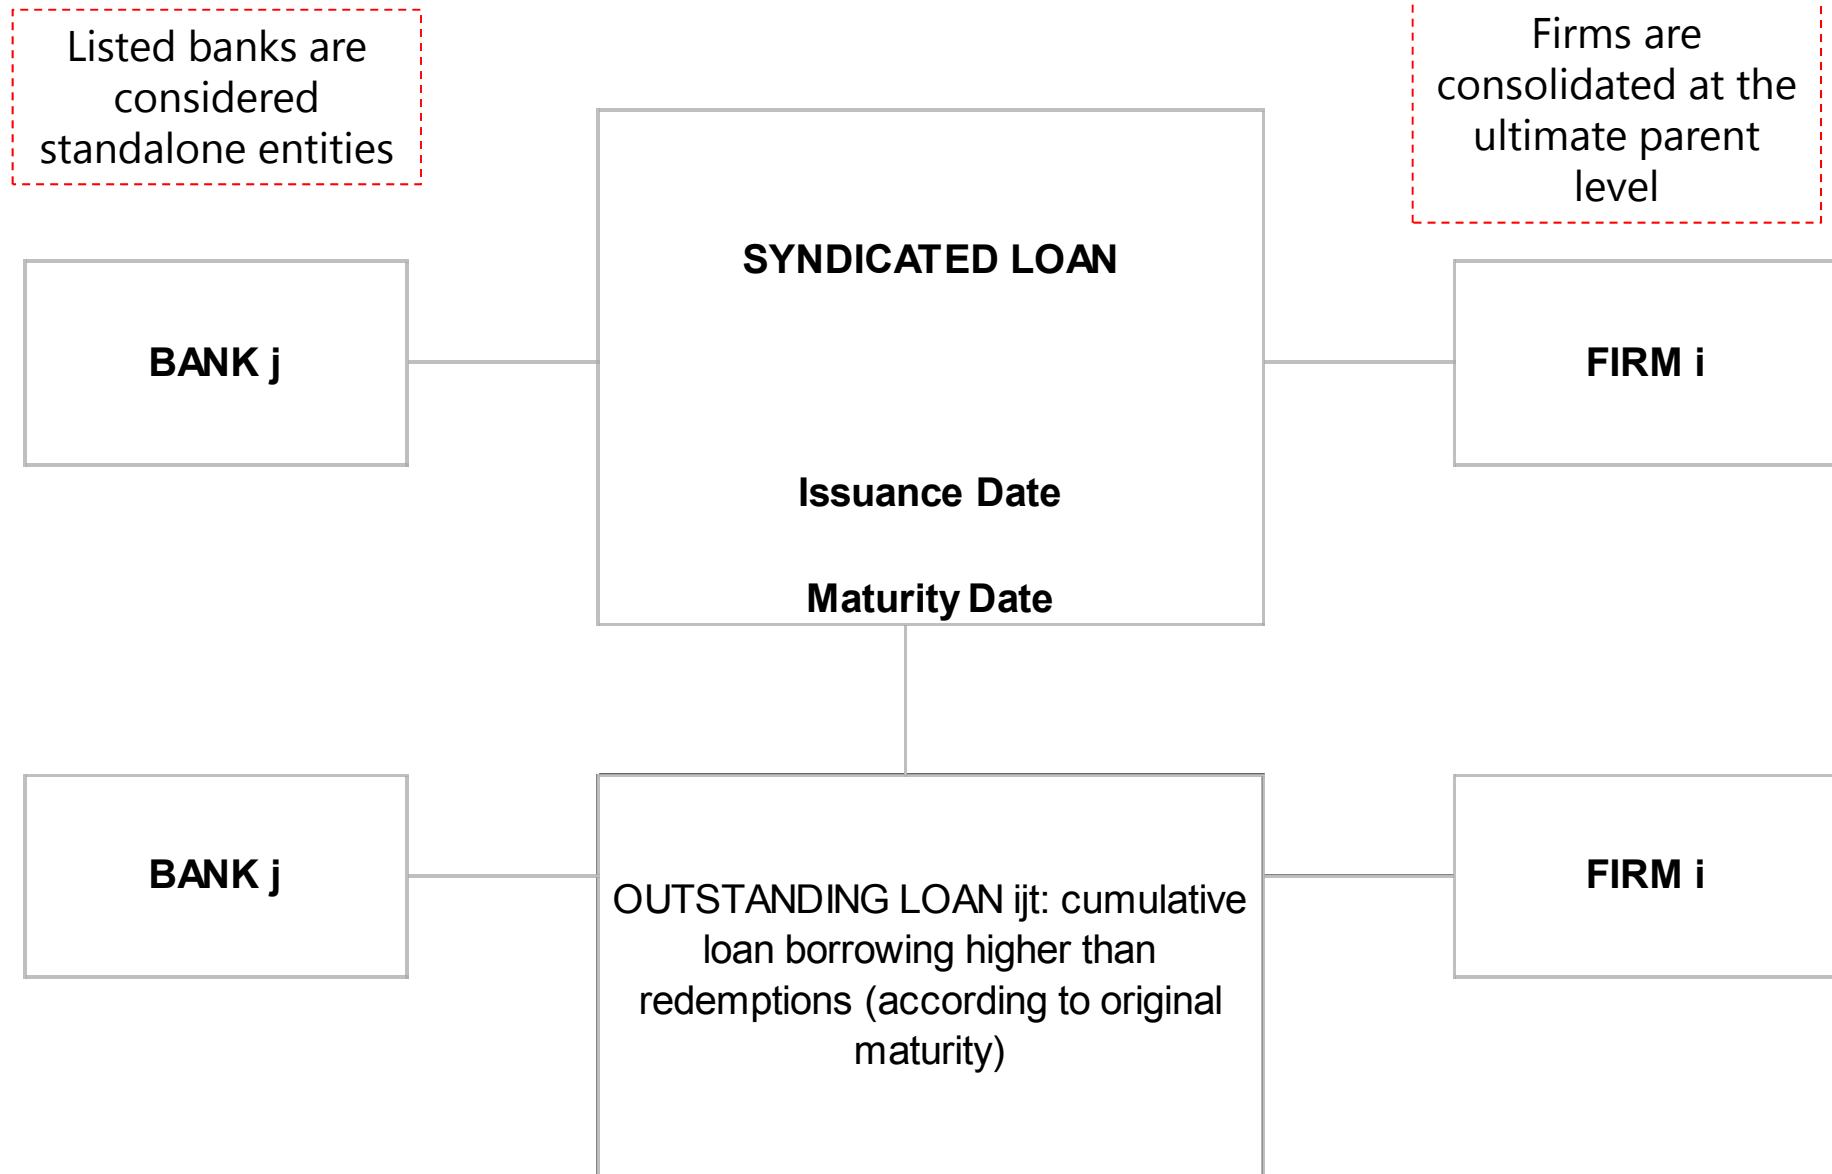 Listed banks are
considered
standalone entities
Firms are
consolidated at the
ultimate parent
level
SYNDICATED LOAN
BANK j
FIRM i
Issuance Date
Maturity Date
BANK j
FIRM i
OUTSTANDING LOAN ijt: cumulative
loan borrowing higher than
redemptions (according to original
maturity)